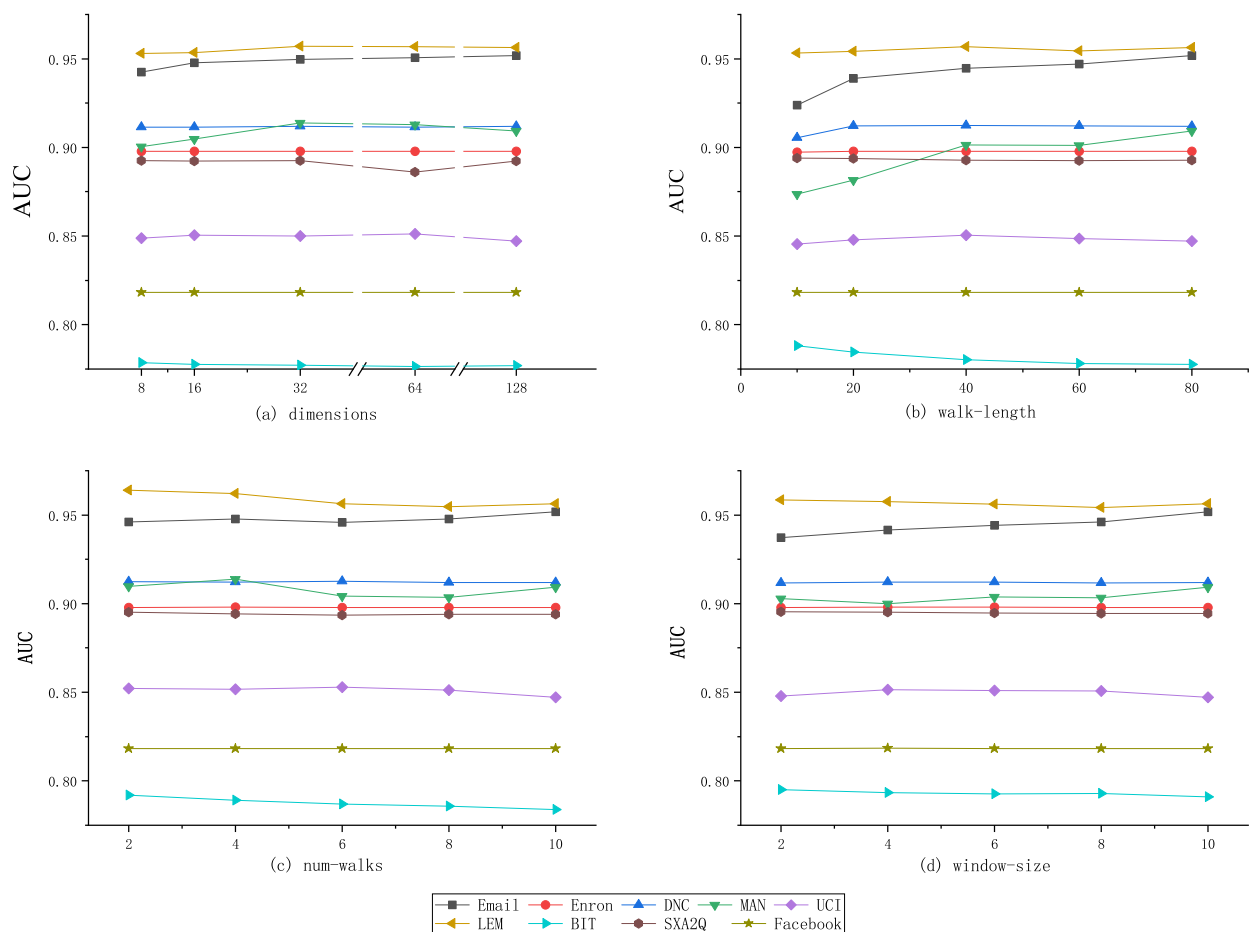 0.95
0.90
0.85
0.80
AUC
8 16 32 64 128
(a) dimensions
0.95
0.90
0.85
0.80
AUC
0 20 40 60 80
(b) walk-length
0.95
0.90
0.85
0.80
AUC
2 4 6 8 10
(c) num-walks
0.95
0.90
0.85
0.80
AUC
2 4 6 8 10
(d) window-size
Email Enron DNC MAN UCI
LEM BIT SXA2Q Facebook